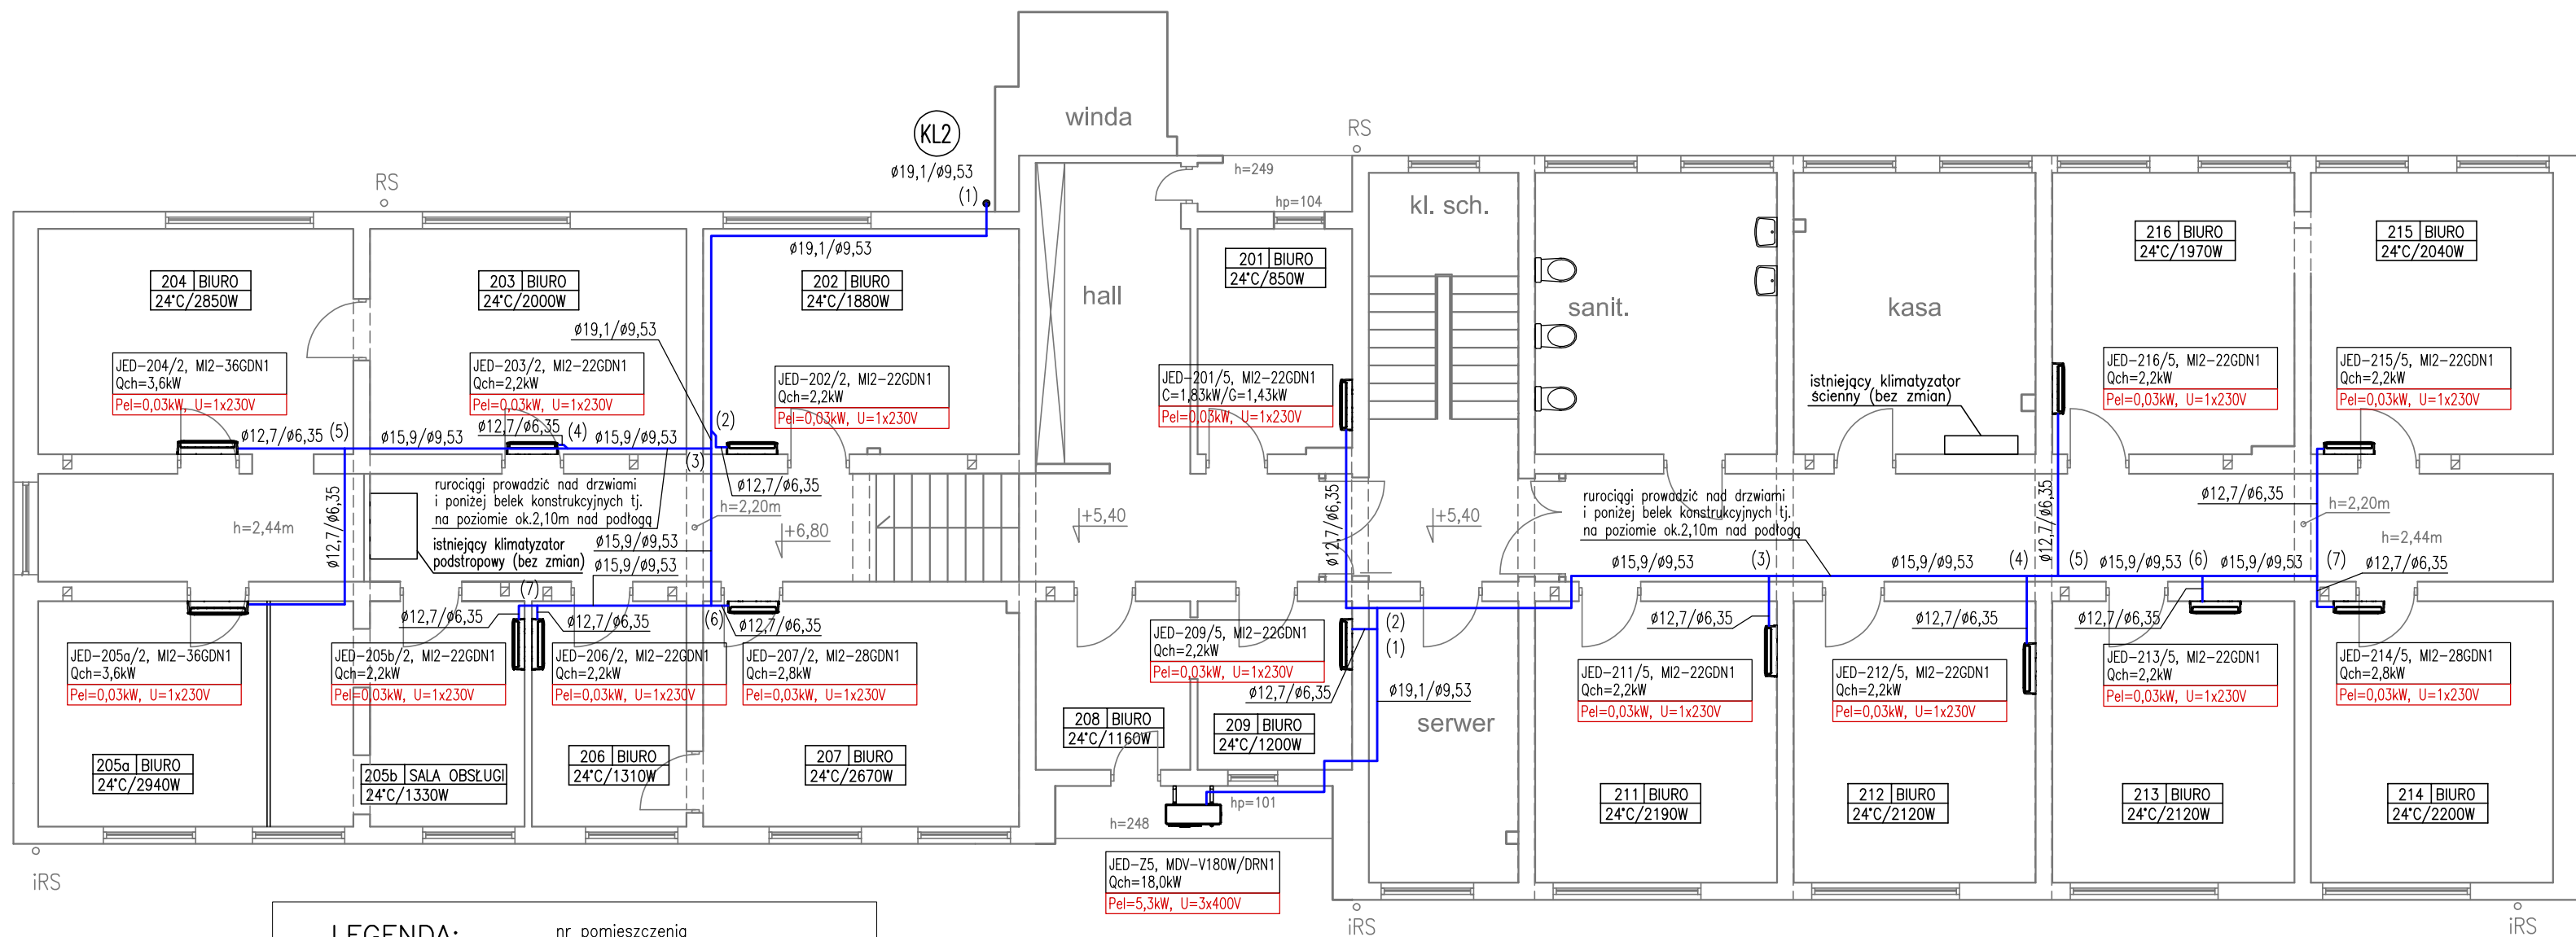 winda
KL2
ø19,1/ø9,53
(1)
RS
RS
h=249
hp=104
kl. sch.
ø19,1/ø9,53
204 BIURO
24°C/2850W
203 BIURO
24°C/2000W
202 BIURO
24°C/1880W
201 BIURO
24°C/850W
216 BIURO
24°C/1970W
215 BIURO
24°C/2040W
hall
sanit.
kasa
ø19,1/ø9,53
JED-204/2, MI2-36GDN1
Qch=3,6kW
Pel=0,03kW, U=1x230V
JED-203/2, MI2-22GDN1
Qch=2,2kW
Pel=0,03kW, U=1x230V
JED-202/2, MI2-22GDN1
Qch=2,2kW
Pel=0,03kW, U=1x230V
JED-201/5, MI2-22GDN1
C=1,83kW/G=1,43kW
Pel=0,03kW, U=1x230V
istniejący klimatyzator
ścienny (bez zmian)
JED-216/5, MI2-22GDN1
Qch=2,2kW
Pel=0,03kW, U=1x230V
JED-215/5, MI2-22GDN1
Qch=2,2kW
Pel=0,03kW, U=1x230V
ø12,7/ø6,35
(5)
ø15,9/ø9,53
ø12,7/ø6,35
(4)
ø15,9/ø9,53
(2)
(3)
ø12,7/ø6,35
rurociągi prowadzić nad drzwiami
i poniżej belek konstrukcyjnych tj.
na poziomie ok.2,10m nad podłogą
istniejący klimatyzator
podstropowy (bez zmian)
h=2,44m
ø12,7/ø6,35
h=2,20m
+6,80
+5,40
+5,40
ø12,7/ø6,35
rurociągi prowadzić nad drzwiami
i poniżej belek konstrukcyjnych tj.
na poziomie ok.2,10m nad podłogą
ø12,7/ø6,35
ø12,7/ø6,35
h=2,20m
h=2,44m
ø15,9/ø9,53
ø15,9/ø9,53
ø15,9/ø9,53
(3)
ø15,9/ø9,53
(4)
(5)
ø15,9/ø9,53
(6)
ø15,9/ø9,53
(7)
ø12,7/ø6,35
(7)
ø12,7/ø6,35
ø12,7/ø6,35
(6)
ø12,7/ø6,35
(2)
(1)
ø12,7/ø6,35
ø12,7/ø6,35
ø12,7/ø6,35
JED-205a/2, MI2-36GDN1
Qch=3,6kW
Pel=0,03kW, U=1x230V
JED-205b/2, MI2-22GDN1
Qch=2,2kW
Pel=0,03kW, U=1x230V
JED-206/2, MI2-22GDN1
Qch=2,2kW
Pel=0,03kW, U=1x230V
JED-207/2, MI2-28GDN1
Qch=2,8kW
Pel=0,03kW, U=1x230V
JED-209/5, MI2-22GDN1
Qch=2,2kW
Pel=0,03kW, U=1x230V
ø12,7/ø6,35
ø19,1/ø9,53
JED-211/5, MI2-22GDN1
Qch=2,2kW
Pel=0,03kW, U=1x230V
JED-212/5, MI2-22GDN1
Qch=2,2kW
Pel=0,03kW, U=1x230V
JED-213/5, MI2-22GDN1
Qch=2,2kW
Pel=0,03kW, U=1x230V
JED-214/5, MI2-28GDN1
Qch=2,8kW
Pel=0,03kW, U=1x230V
205a BIURO
24°C/2940W
205b SALA OBSŁUGI
24°C/1330W
206 BIURO
24°C/1310W
207 BIURO
24°C/2670W
208 BIURO
24°C/1160W
209 BIURO
24°C/1200W
serwer
211 BIURO
24°C/2190W
212 BIURO
24°C/2120W
213 BIURO
24°C/2120W
214 BIURO
24°C/2200W
hp=101
h=248
JED-Z5, MDV-V180W/DRN1
Qch=18,0kW
Pel=5,3kW, U=3x400V
iRS
iRS
iRS
LEGENDA:
nr pomieszczenia